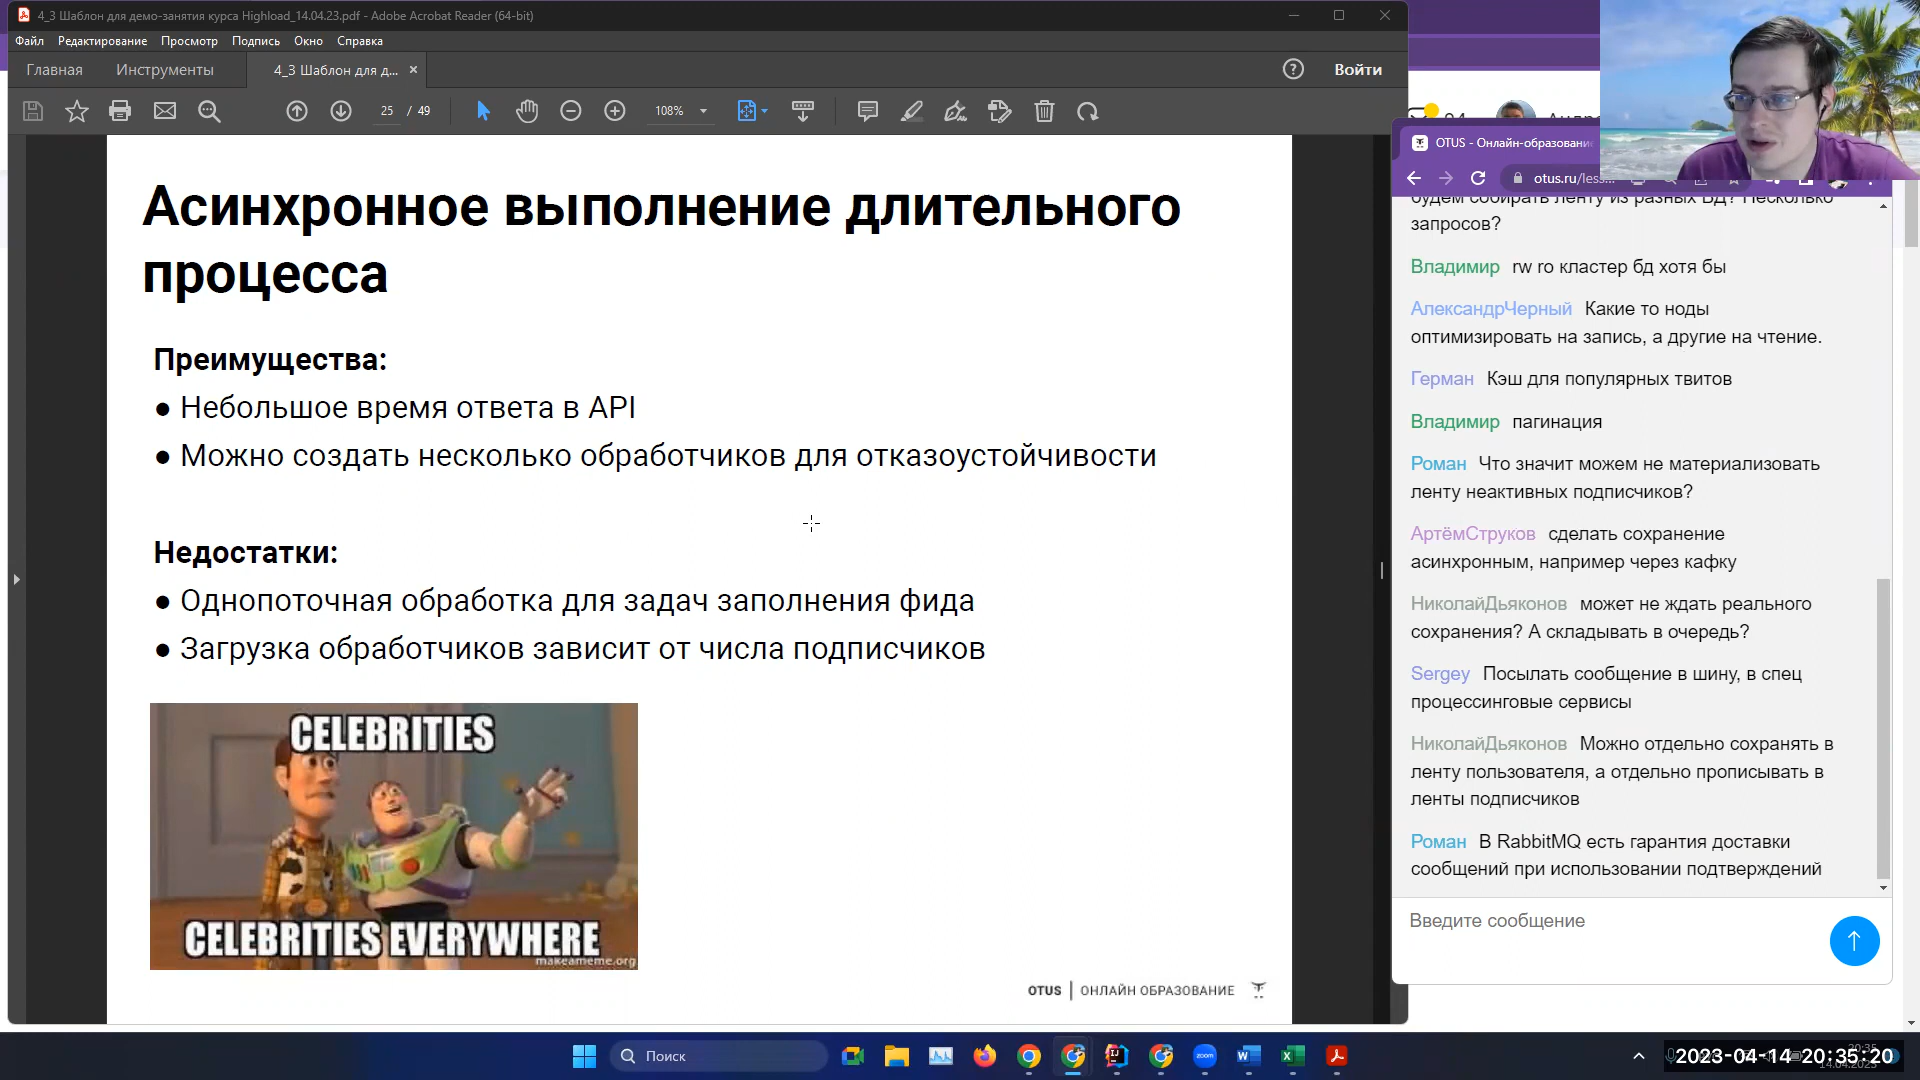 4_3 Шаблон для демо-занятия курса Highload_14.04.23.pdf - Adobe Acrobat Reader (64-bit)
Файл Редактирование Просмотр Подпись Окно Справка
Главная Инструменты 4_3 Шаблон для д... × Войти
25 / 49 108%
Асинхронное выполнение длительного
процесса
Преимущества:
● Небольшое время ответа в API
● Можно создать несколько обработчиков для отказоустойчивости
Недостатки:
● Однопоточная обработка для задач заполнения фида
● Загрузка обработчиков зависит от числа подписчиков
CELEBRITIES
CELEBRITIES EVERYWHERE
makeameme.org
OTUS | ОНЛАЙН ОБРАЗОВАНИЕ
OTUS - Онлайн-образование
otus.ru/less...
будем собирать ленту из разных БД? Несколько
запросов?
Владимир rw ro кластер бд хотя бы
АлександрЧерный Какие то ноды
оптимизировать на запись, а другие на чтение.
Герман Кэш для популярных твитов
Владимир пагинация
Роман Что значит можем не материализовать
ленту неактивных подписчиков?
АртёмСтруков сделать сохранение
асинхронным, например через кафку
НиколайДьяконов может не ждать реального
сохранения? А складывать в очередь?
Sergey Посылать сообщение в шину, в спец
процессинговые сервисы
НиколайДьяконов Можно отдельно сохранять в
ленту пользователя, а отдельно прописывать в
ленты подписчиков
Роман В RabbitMQ есть гарантия доставки
сообщений при использовании подтверждений
Введите сообщение
Поиск
2023-04-14 20:35:20